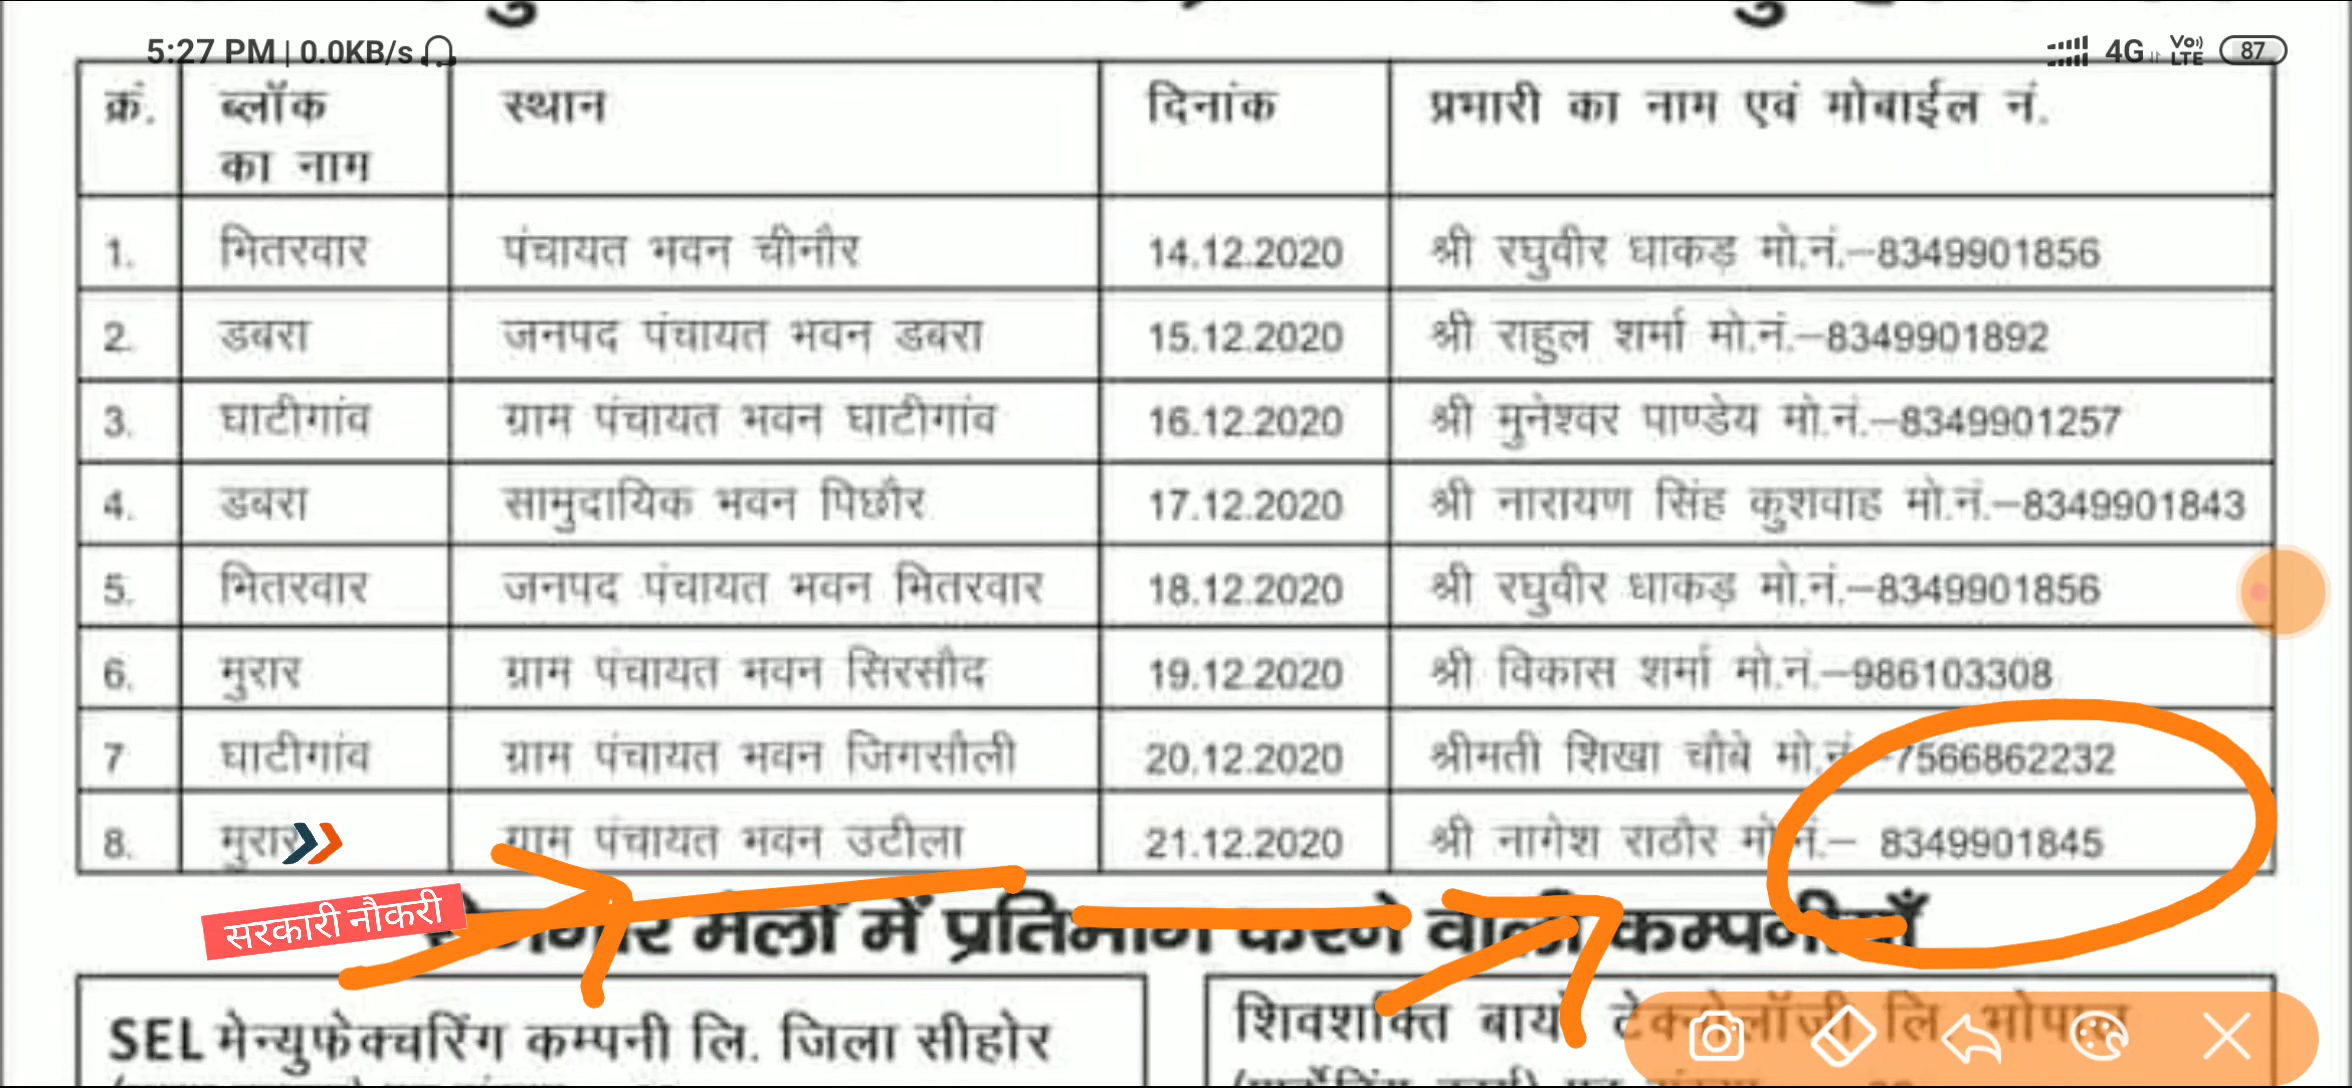 5:27 PM | 0.0KB/s
4G Vo) LTE 87
क्रं. ब्लॉक का नाम स्थान दिनांक प्रभारी का नाम एवं मोबाईल नं.
1. भितरवार पंचायत भवन चीनौर 14.12.2020 श्री रघुवीर धाकड़ मो.नं.–8349901856
2. डबरा जनपद पंचायत भवन डबरा 15.12.2020 श्री राहुल शर्मा मो.नं.–8349901892
3. घाटीगांव ग्राम पंचायत भवन घाटीगांव 16.12.2020 श्री मुनेश्वर पाण्डेय मो.नं.–8349901257
4. डबरा सामुदायिक भवन पिछौर 17.12.2020 श्री नारायण सिंह कुशवाह मो.नं.–8349901843
5. भितरवार जनपद पंचायत भवन भितरवार 18.12.2020 श्री रघुवीर धाकड़ मो.नं.–8349901856
6. मुरार ग्राम पंचायत भवन सिरसौद 19.12.2020 श्री विकास शर्मा मो.नं.–986103308
7 घाटीगांव ग्राम पंचायत भवन जिगसौली 20.12.2020 श्रीमती शिखा चौबे मो.नं.–7566862232
8. मुरार ग्राम पंचायत भवन उटीला 21.12.2020 श्री नागेश राठौर मो.नं.– 8349901845
सरकारी नौकरी
मेलों में प्रतिभाग करने वाली कम्पनीयाँ
SEL मेन्युफेक्चरिंग कम्पनी लि. जिला सीहोर
शिवशक्ति बायो टेक्नोलॉजी लि. भोपाल